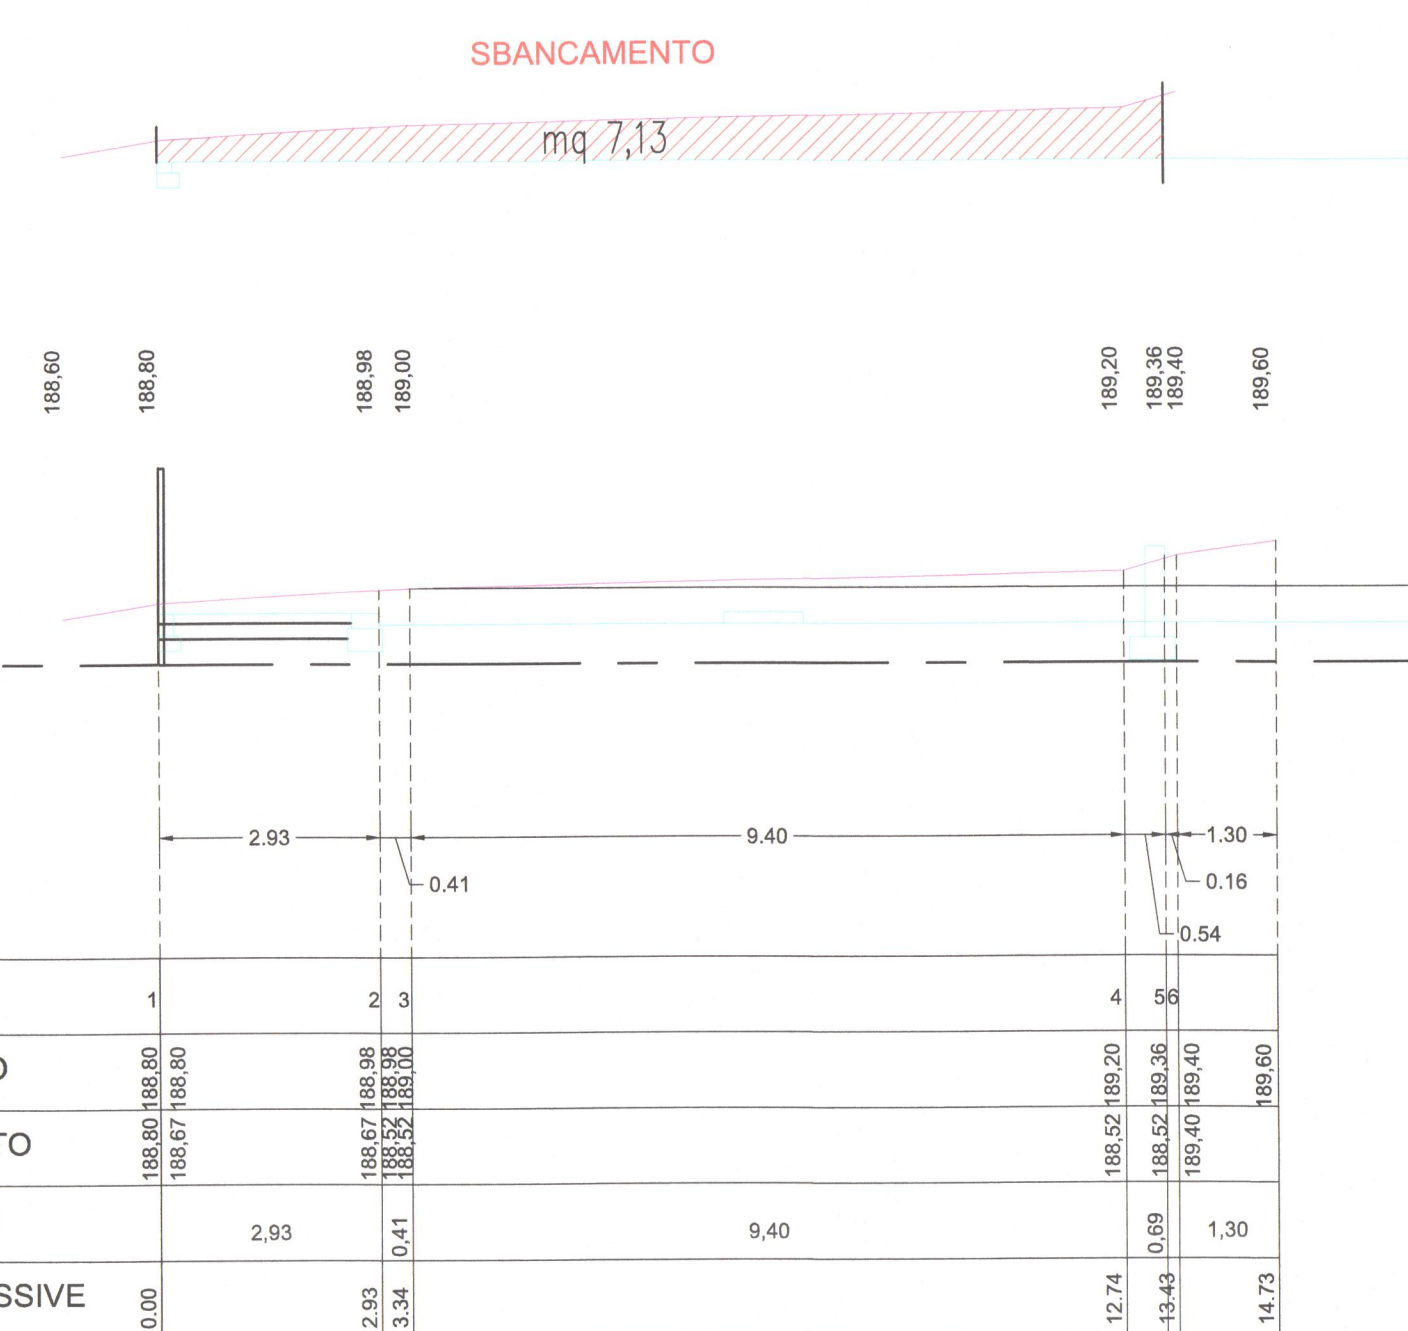 SBANCAMENTO
mq 7,13
188,60 188,80 188,98 189,00 189,20 189,36 189,40 189,60
2.93 9.40 1.30
0.41 0.16
0.54
1 2 3 4 5 6
O 188,80 188,80 188,98 188,98 189,00 189,20 189,36 189,40 189,60
TO 188,80 188,67 188,67 188,52 188,52 188,52 188,52 189,40
2,93 0,41 9,40 0,69 1,30
SSIVE 0.00 2.93 3.34 12.74 13.43 14.73